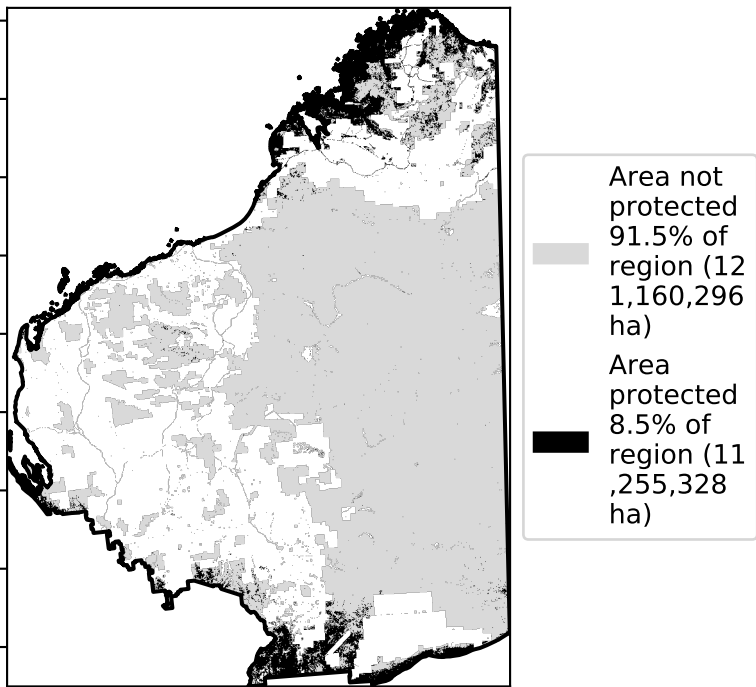 Area not
protected
91.5% of
region (12
1,160,296
ha)
Area
protected
8.5% of
region (11
,255,328
ha)